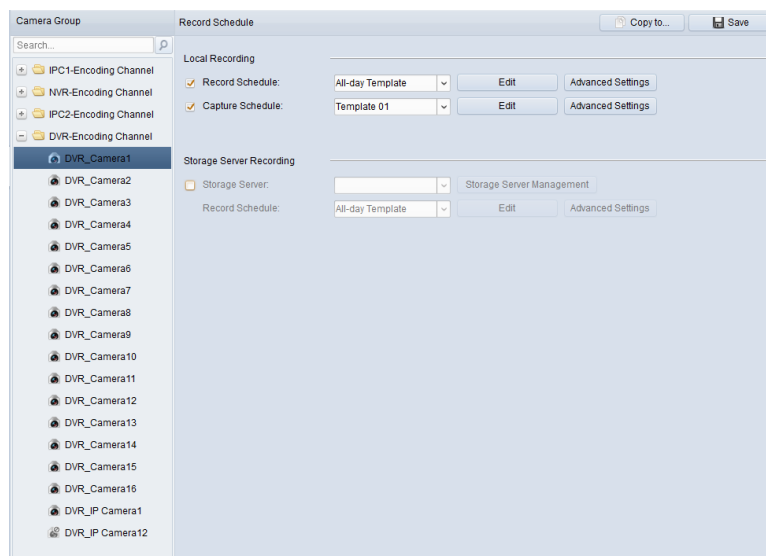 Camera Group
Search...
IPC1-Encoding Channel
NVR-Encoding Channel
IPC2-Encoding Channel
DVR-Encoding Channel
DVR_Camera1
DVR_Camera2
DVR_Camera3
DVR_Camera4
DVR_Camera5
DVR_Camera6
DVR_Camera7
DVR_Camera8
DVR_Camera9
DVR_Camera10
DVR_Camera11
DVR_Camera12
DVR_Camera13
DVR_Camera14
DVR_Camera15
DVR_Camera16
DVR_IP Camera1
DVR_IP Camera12
Record Schedule Copy to... Save
Local Recording
Record Schedule: All-day Template Edit Advanced Settings
Capture Schedule: Template 01 Edit Advanced Settings
Storage Server Recording
Storage Server: Storage Server Management
Record Schedule: All-day Template Edit Advanced Settings